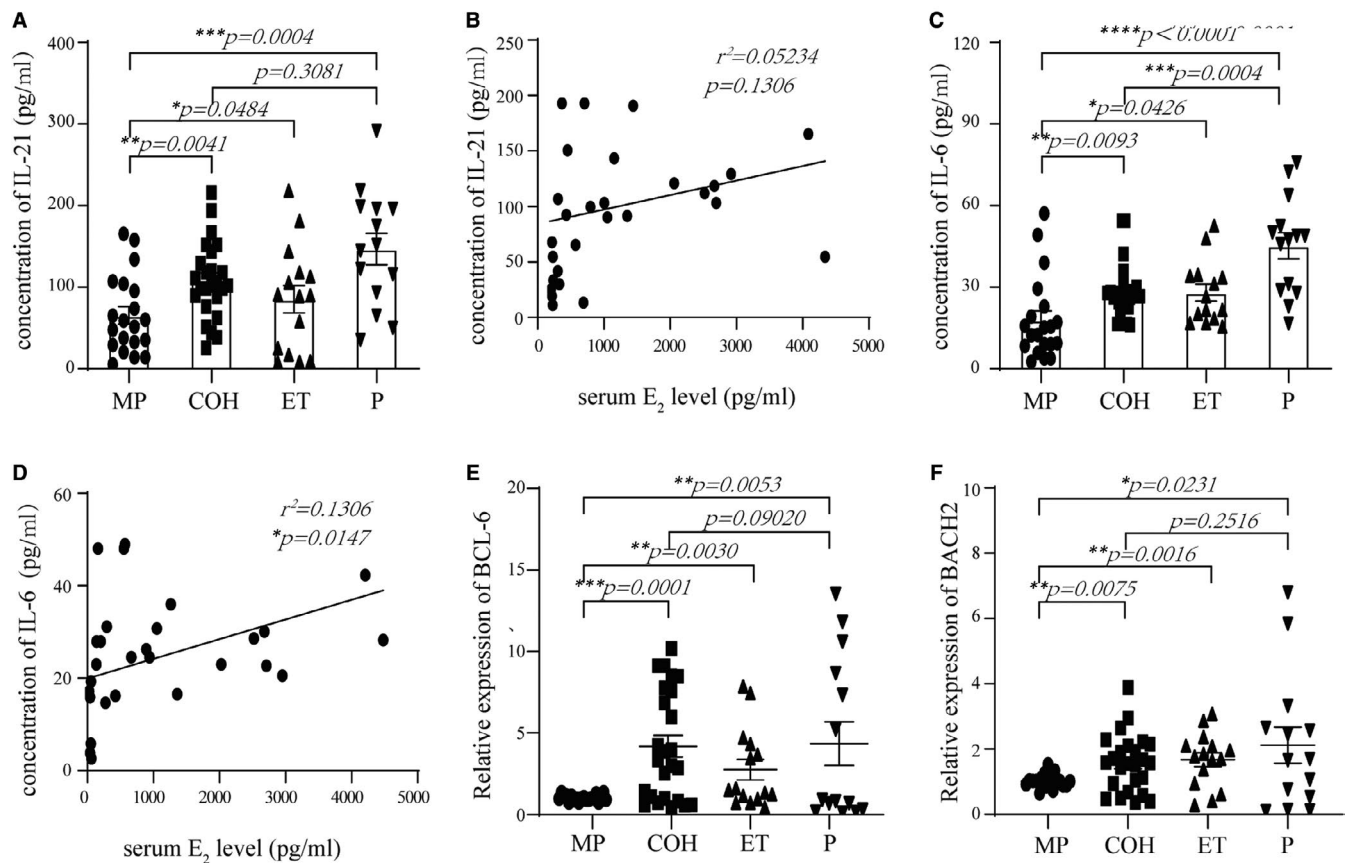 A
concentration of IL-21 (pg/ml)
400
300
200
100
0
***p=0.0004
p=0.3081
*p=0.0484
**p=0.0041
MP COH ET P
B
concentration of IL-21 (pg/ml)
250
200
150
100
50
0
r²=0.05234
p=0.1306
0 1000 2000 3000 4000 5000
serum E₂ level (pg/ml)
C
concentration of IL-6 (pg/ml)
120
90
60
30
0
****p<0.0001
***p=0.0004
*p=0.0426
**p=0.0093
MP COH ET P
D
concentration of IL-6 (pg/ml)
60
40
20
0
r²=0.1306
*p=0.0147
0 1000 2000 3000 4000 5000
serum E₂ level (pg/ml)
E
Relative expression of BCL-6
20
15
10
5
0
**p=0.0053
p=0.09020
**p=0.0030
***p=0.0001
MP COH ET P
F
Relative expression of BACH2
10
8
6
4
2
0
*p=0.0231
p=0.2516
**p=0.0016
**p=0.0075
MP COH ET P